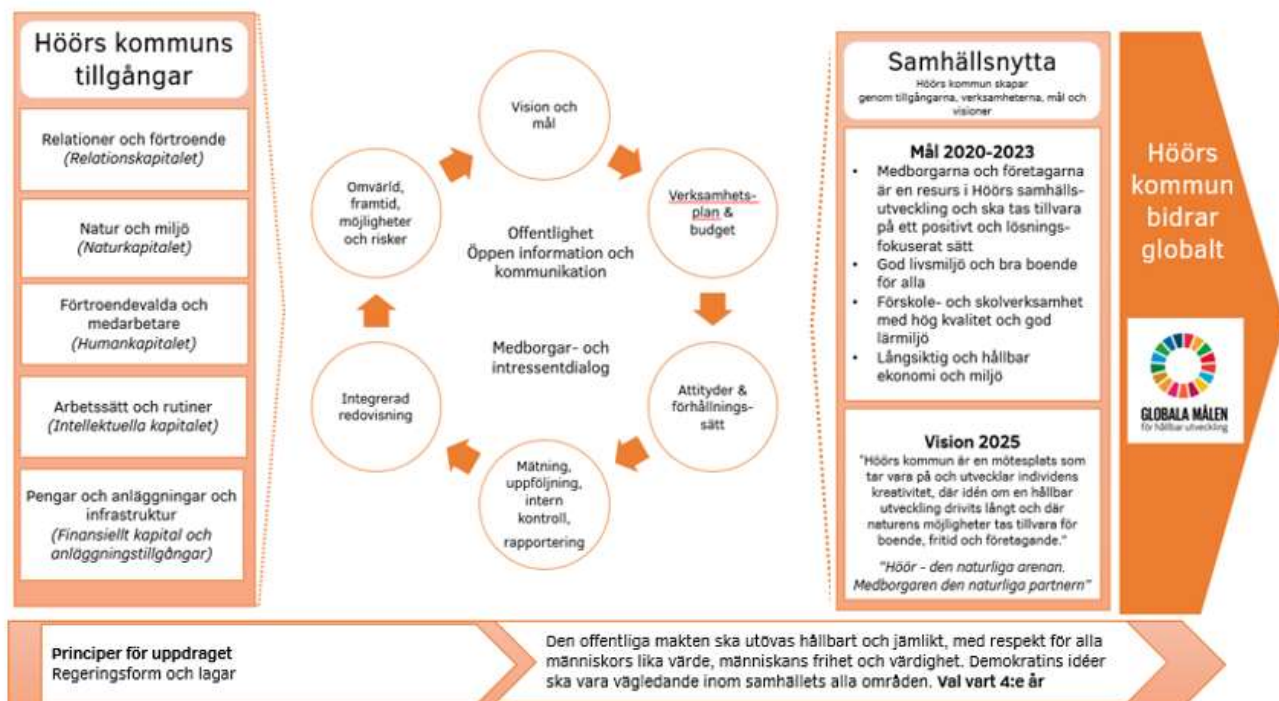 Höörs kommuns
tillgångar
Relationer och förtroende
(Relationskapitalet)
Natur och miljö
(Naturkapitalet)
Förtroendevalda och
medarbetare
(Humankapitalet)
Arbetssätt och rutiner
(Intellektuella kapitalet)
Pengar och anläggningar och
infrastruktur
(Finansiellt kapital och
anläggningstillgångar)
Vision och
mål
Verksamhets-
plan &
budget
Attityder &
förhållnings-
sätt
Mätning,
uppföljning,
intern
kontroll,
rapportering
Integrerad
redovisning
Omvärld,
framtid,
möjligheter
och risker
Offentlighet
Öppen information och
kommunikation
Medborgar- och
intressentdialog
Samhällsnytta
Höörs kommun skapar
genom tillgångarna, verksamheterna, mål och
visioner
Mål 2020-2023
• Medborgarna och företagarna
är en resurs i Höörs samhälls-
utveckling och ska tas tillvara
på ett positivt och lösnings-
fokuserat sätt
• God livsmiljö och bra boende
för alla
• Förskole- och skolverksamhet
med hög kvalitet och god
lärmiljö
• Långsiktig och hållbar
ekonomi och miljö
Vision 2025
"Höörs kommun är en mötesplats som
tar vara på och utvecklar individens
kreativitet, där idén om en hållbar
utveckling drivits långt och där
naturens möjligheter tas tillvara för
boende, fritid och företagande."
"Höör - den naturliga arenan.
Medborgaren den naturliga partnern"
Höörs
kommun
bidrar
globalt
GLOBALA MÅLEN
för hållbar utveckling
Principer för uppdraget
Regeringsform och lagar
Den offentliga makten ska utövas hållbart och jämlikt, med respekt för alla
människors lika värde, människans frihet och värdighet. Demokratins idéer
ska vara vägledande inom samhällets alla områden. Val vart 4:e år